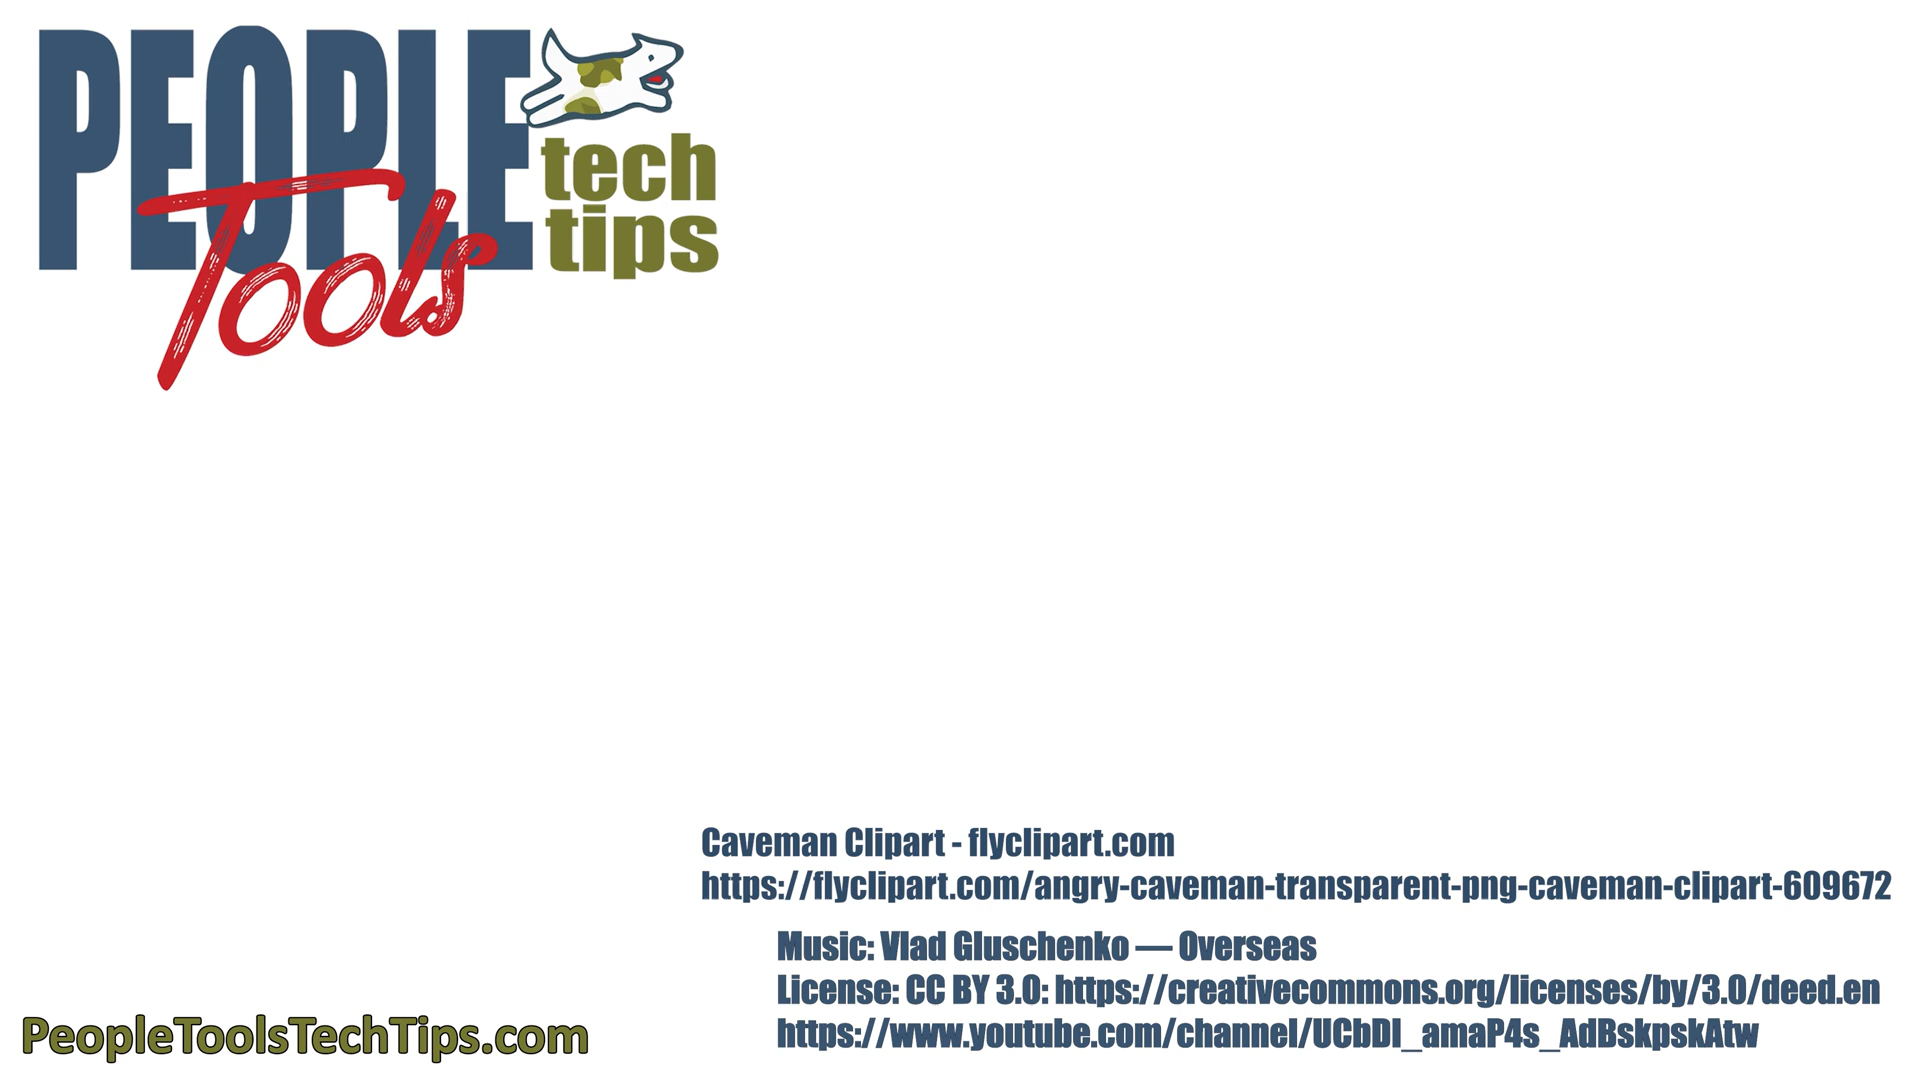 PEOPLE
Tools
tech
tips
Caveman Clipart - flyclipart.com
https://flyclipart.com/angry-caveman-transparent-png-caveman-clipart-609672
Music: Vlad Gluschenko — Overseas
License: CC BY 3.0: https://creativecommons.org/licenses/by/3.0/deed.en
https://www.youtube.com/channel/UCbDI_amaP4s_AdBskpskAtw
PeopleToolsTechTips.com